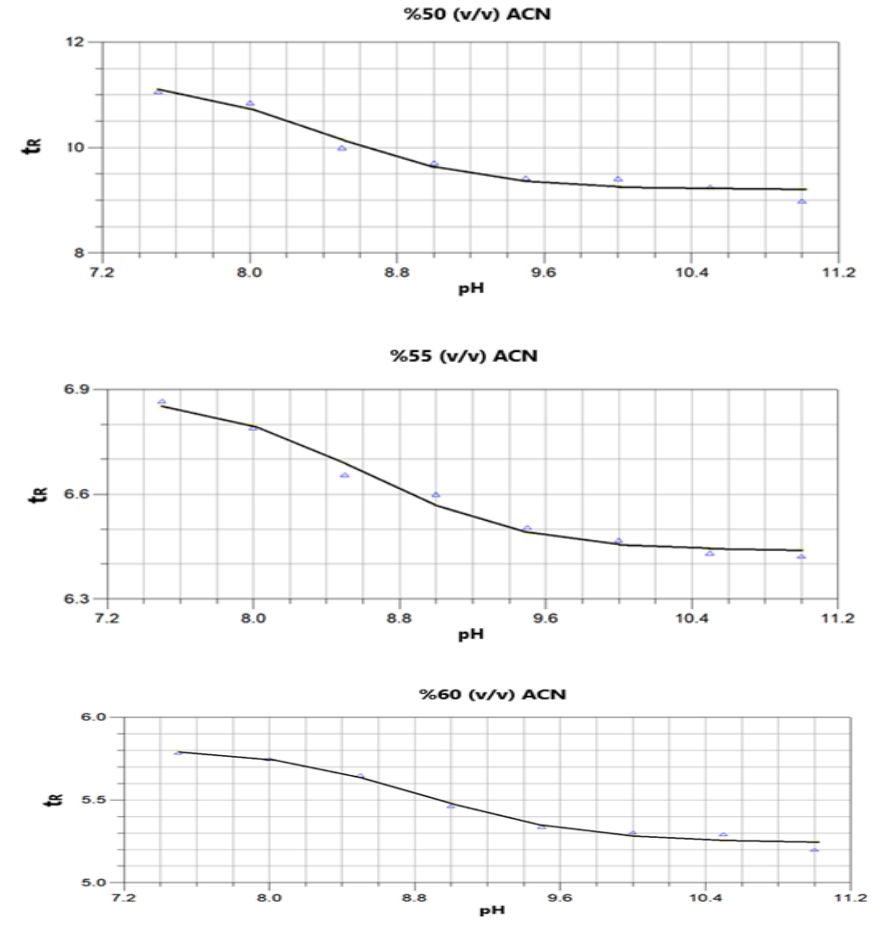 %50 (v/v) ACN
12
10
8
tR
7.2 8.0 8.8 9.6 10.4 11.2
pH
%55 (v/v) ACN
6.9
6.6
6.3
tR
7.2 8.0 8.8 9.6 10.4 11.2
pH
%60 (v/v) ACN
6.0
5.5
5.0
tR
7.2 8.0 8.8 9.6 10.4 11.2
pH